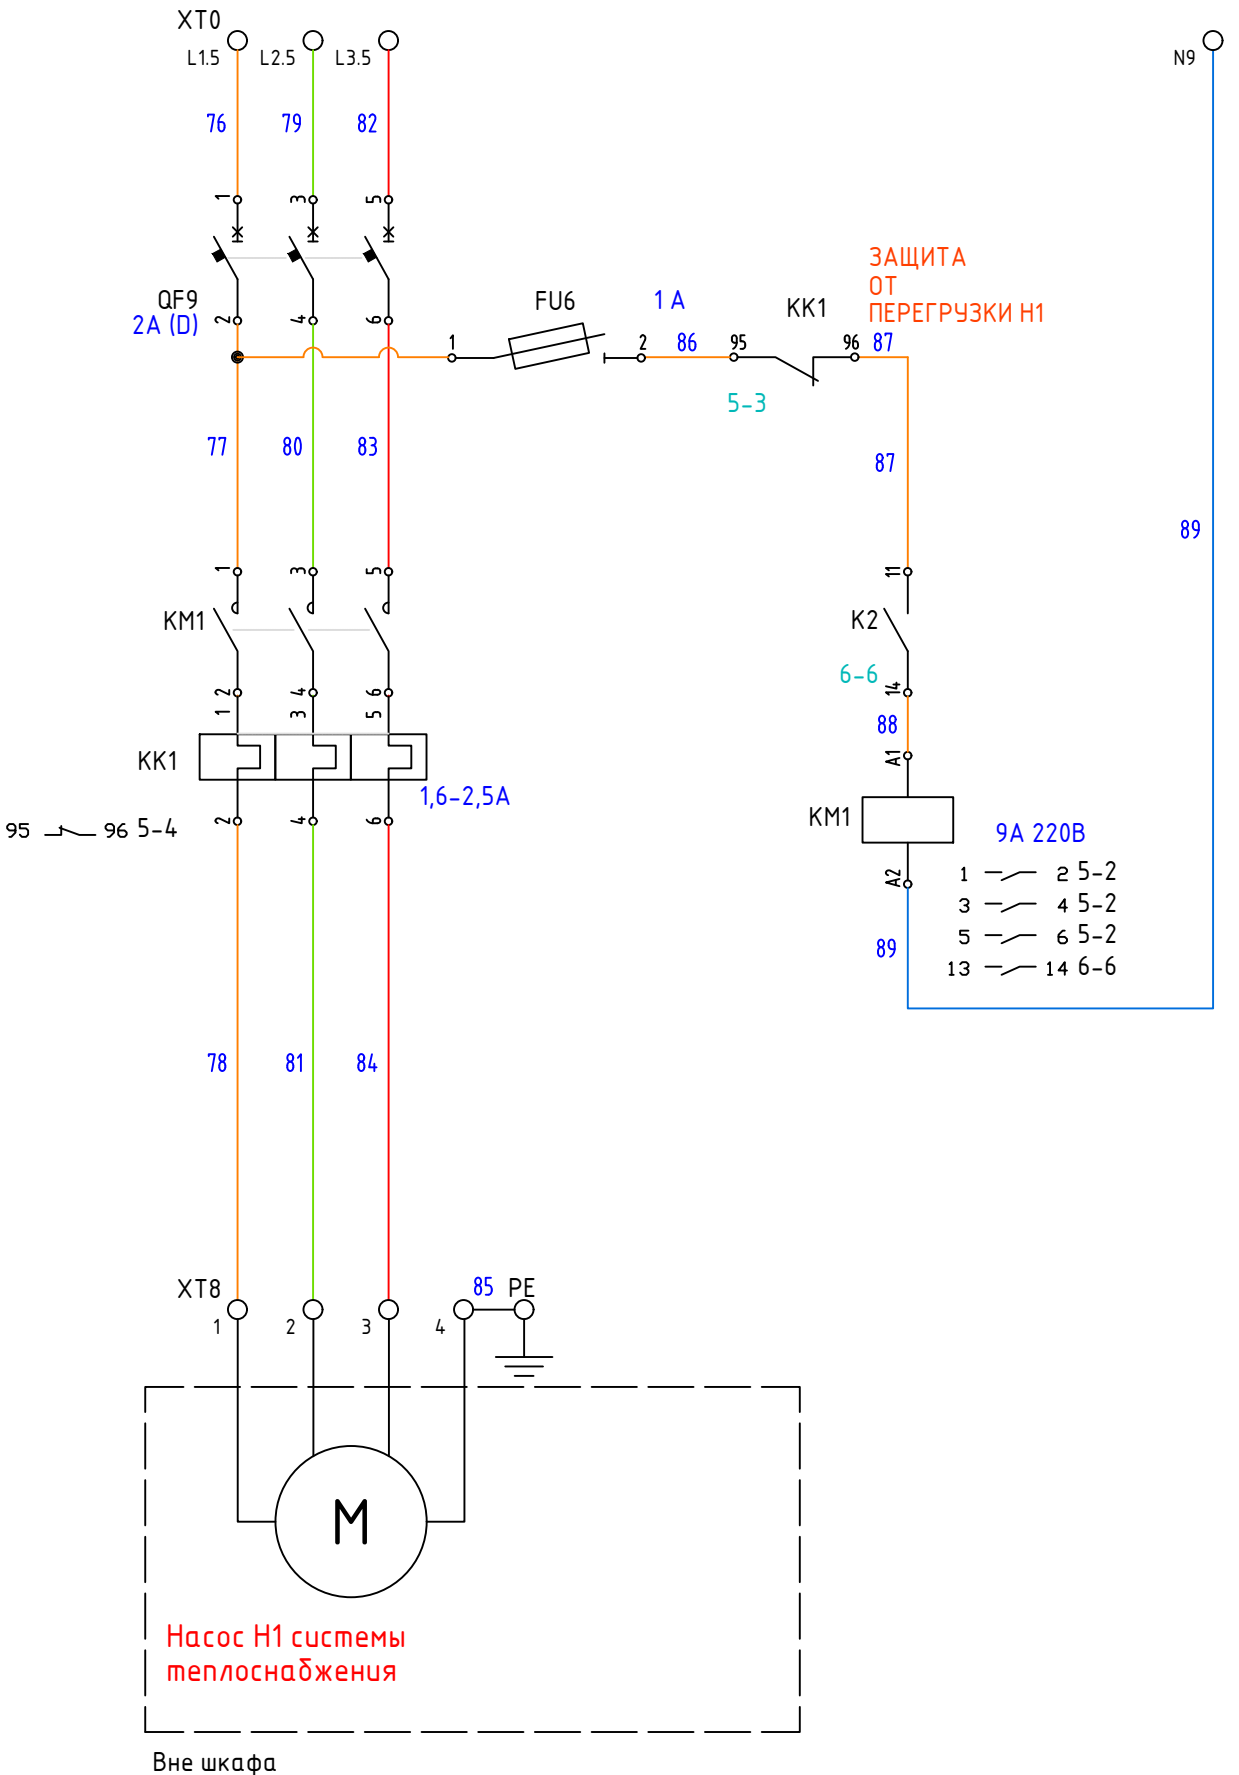 XT0
L1.5 L2.5 L3.5 N9
76 79 82
1 3 5
QF9
2А (D)
2 4 6
FU6
1 А
KK1
ЗАЩИТА
ОТ
ПЕРЕГРУЗКИ Н1
1 2 86 95 96 87
5-3
77 80 83
87
89
1 3 5
KM1
2 4 6
11
K2
6-6
14
88
1 3 5
KK1
1,6-2,5А
2 4 6
95 96 5-4
A1
KM1
A2
9А 220В
1 2 5-2
3 4 5-2
5 6 5-2
13 14 6-6
89
78 81 84
XT8
1 2 3 4
85 PE
M
Насос Н1 системы
теплоснабжения
Вне шкафа